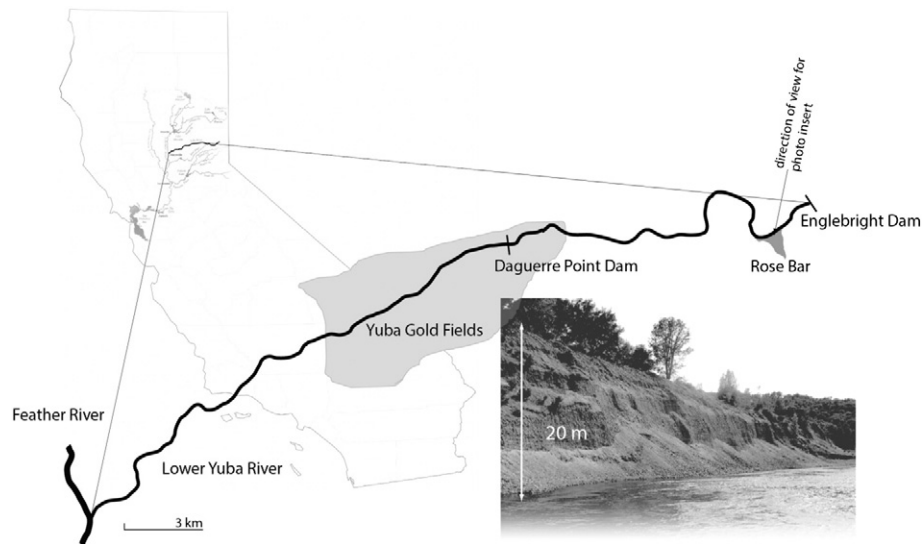 direction of view for
photo insert
Englebright Dam
Daguerre Point Dam
Rose Bar
Yuba Gold Fields
Feather River
20 m
Lower Yuba River
3 km